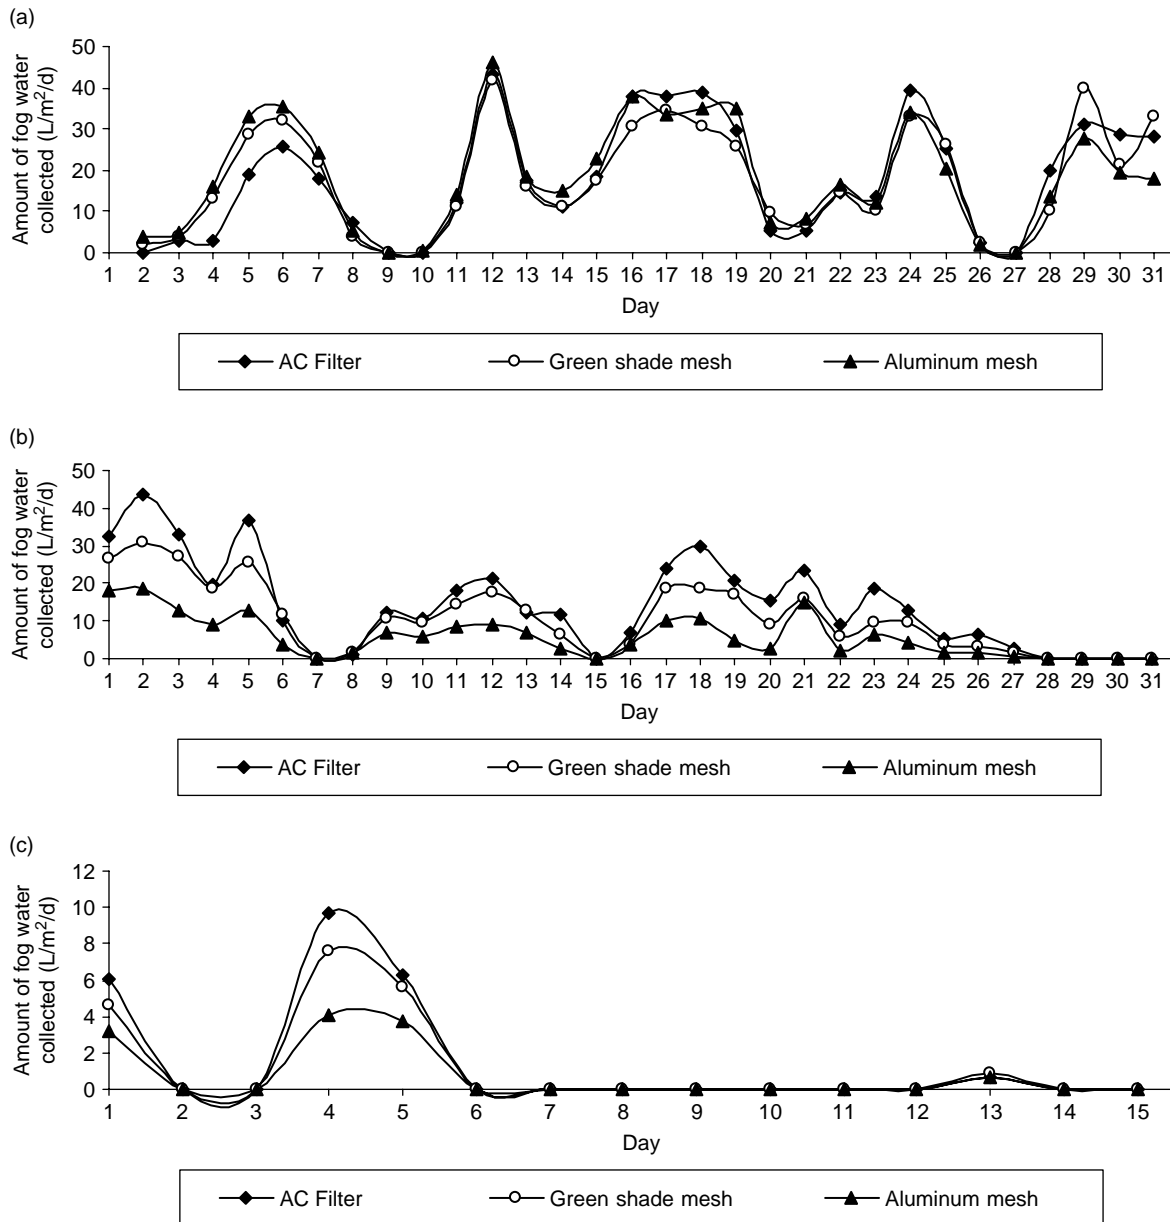 (a)
Amount of fog water
collected (L/m²/d)
50
40
30
20
10
0
1 2 3 4 5 6 7 8 9 10 11 12 13 14 15 16 17 18 19 20 21 22 23 24 25 26 27 28 29 30 31
Day
AC Filter Green shade mesh Aluminum mesh
(b)
Amount of fog water
collected (L/m²/d)
50
40
30
20
10
0
1 2 3 4 5 6 7 8 9 10 11 12 13 14 15 16 17 18 19 20 21 22 23 24 25 26 27 28 29 30 31
Day
AC Filter Green shade mesh Aluminum mesh
(c)
Amount of fog water
collected (L/m²/d)
12
10
8
6
4
2
0
1 2 3 4 5 6 7 8 9 10 11 12 13 14 15
Day
AC Filter Green shade mesh Aluminum mesh